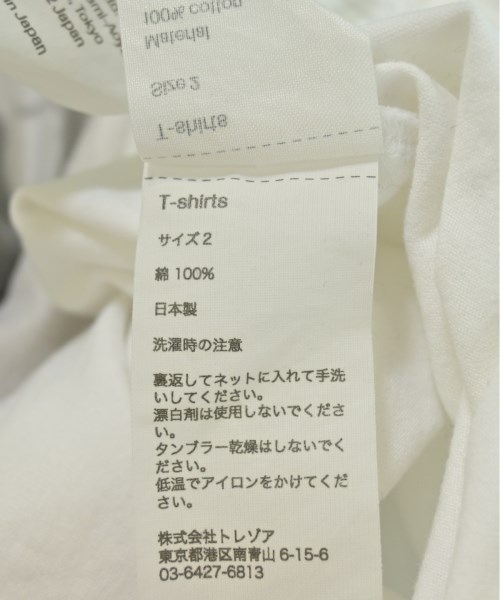 n Japan
Tokyo
Japan
100% cotton
Material
Size 2
T-shirts
T-shirts
サイズ 2
綿 100%
日本製
洗濯時の注意
裏返してネットに入れて手洗
いしてください。
漂白剤は使用しないでくださ
い。
タンブラー乾燥はしないでく
ださい。
低温でアイロンをかけてくだ
さい。
株式会社トレゾア
東京都港区南青山 6-15-6
03-6427-6813